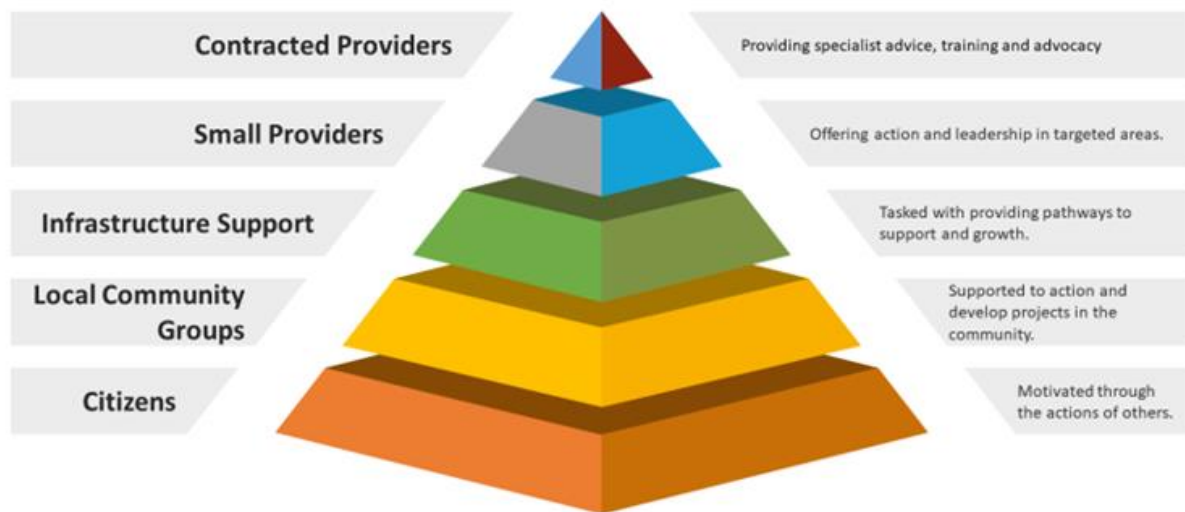 Contracted Providers
Providing specialist advice, training and advocacy
Small Providers
Offering action and leadership in targeted areas.
Infrastructure Support
Tasked with providing pathways to
support and growth.
Local Community
Groups
Supported to action and
develop projects in the
community.
Citizens
Motivated through
the actions of others.